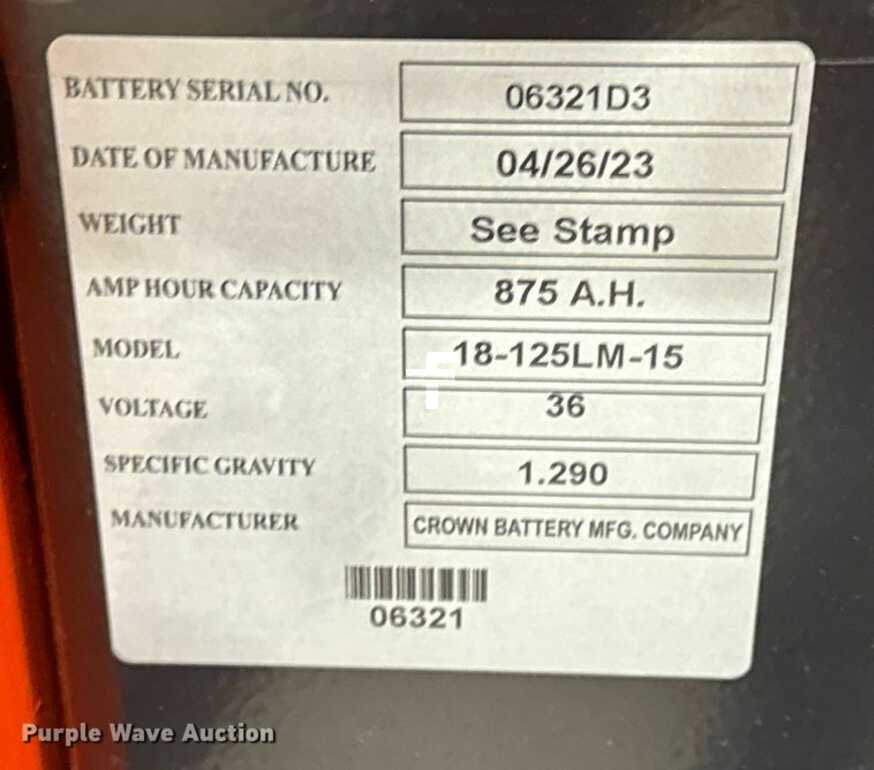 BATTERY SERIAL NO. 06321D3
DATE OF MANUFACTURE 04/26/23
WEIGHT See Stamp
AMP HOUR CAPACITY 875 A.H.
MODEL 18-125LM-15
VOLTAGE 36
SPECIFIC GRAVITY 1.290
MANUFACTURER CROWN BATTERY MFG. COMPANY
06321
Purple Wave Auction